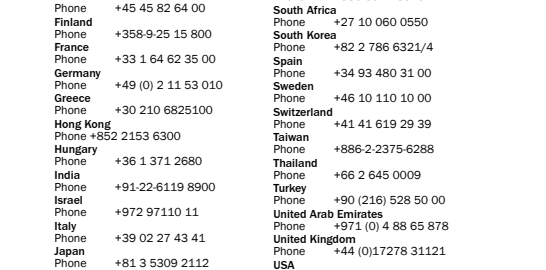 Phone +45 45 82 64 00
Finland
Phone +358-9-25 15 800
France
Phone +33 1 64 62 35 00
Germany
Phone +49 (0) 2 11 53 010
Greece
Phone +30 210 6825100
Hong Kong
Phone +852 2153 6300
Hungary
Phone +36 1 371 2680
India
Phone +91-22-6119 8900
Israel
Phone +972 97110 11
Italy
Phone +39 02 27 43 41
Japan
Phone +81 3 5309 2112
South Africa
Phone +27 10 060 0550
South Korea
Phone +82 2 786 6321/4
Spain
Phone +34 93 480 31 00
Sweden
Phone +46 10 110 10 00
Switzerland
Phone +41 41 619 29 39
Taiwan
Phone +886-2-2375-6288
Thailand
Phone +66 2 645 0009
Turkey
Phone +90 (216) 528 50 00
United Arab Emirates
Phone +971 (0) 4 88 65 878
United Kingdom
Phone +44 (0)17278 31121
USA